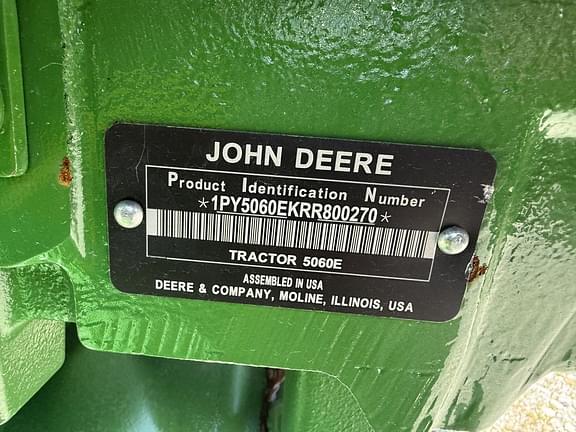 JOHN DEERE
Product Identification Number
*1PY5060EKRR800270*
TRACTOR 5060E
ASSEMBLED IN USA
DEERE & COMPANY, MOLINE, ILLINOIS, USA